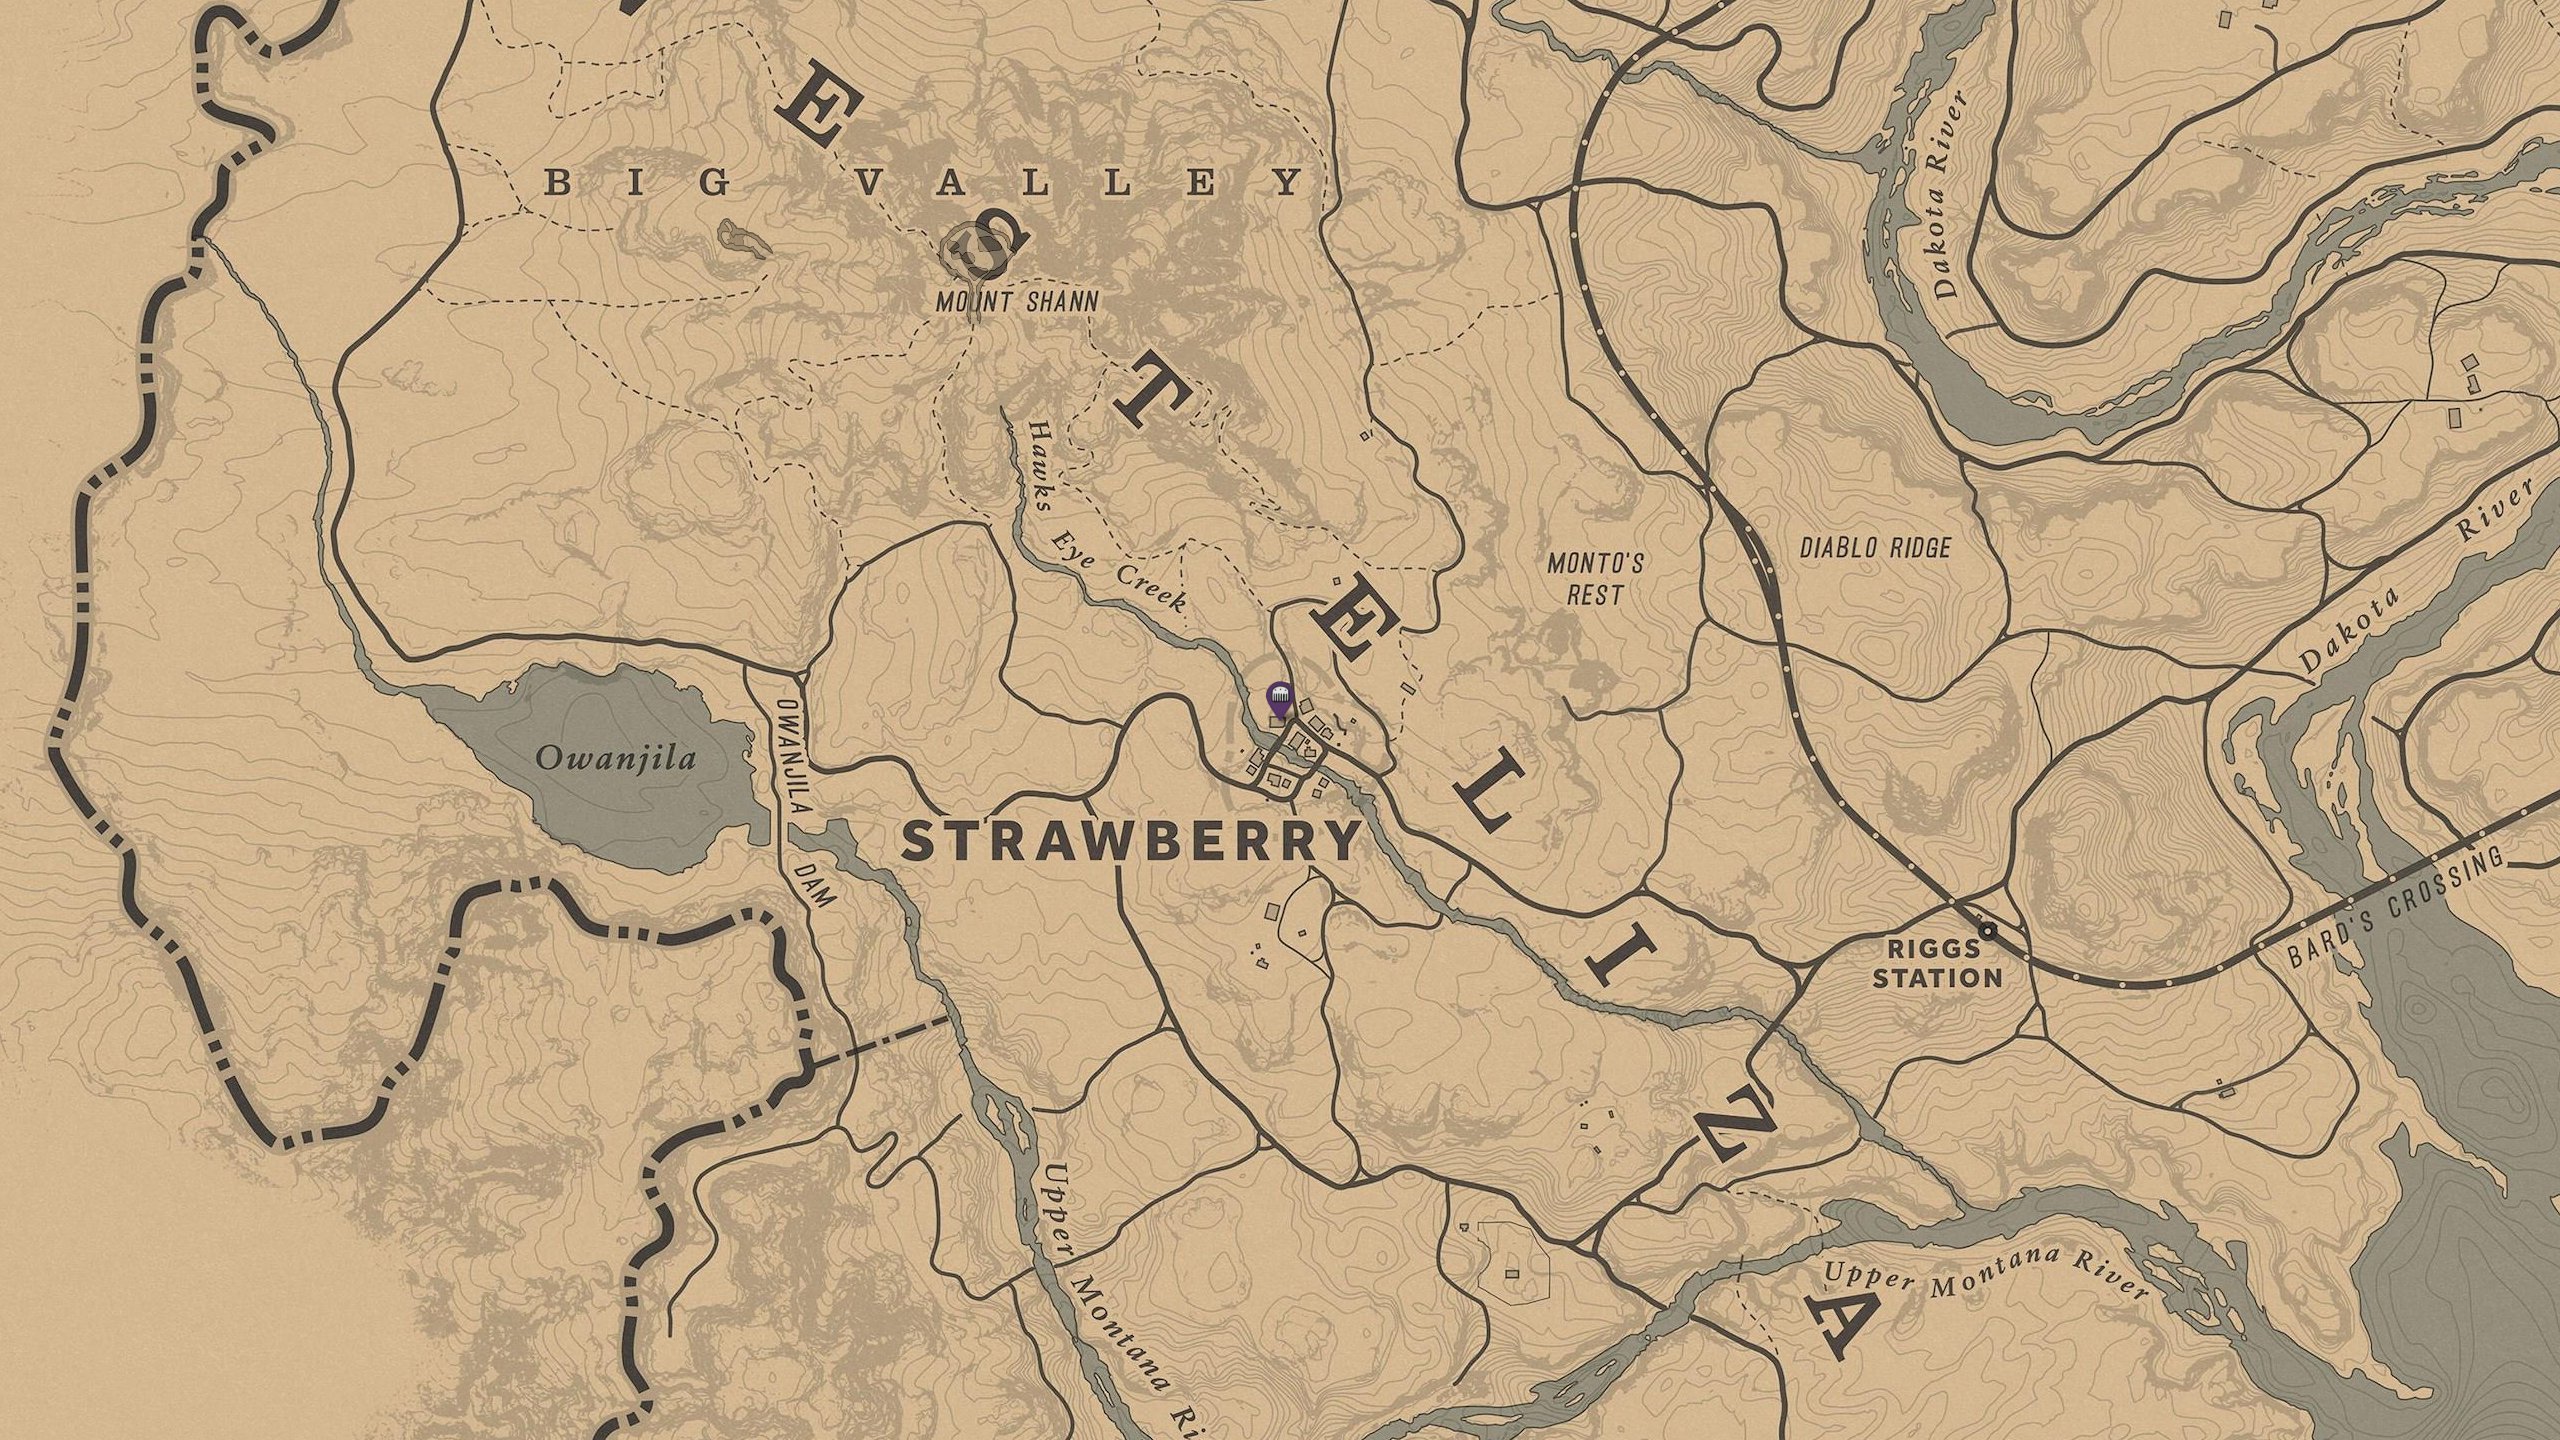 W E S T E L I Z A
BIG VALLEY
MOUNT SHANN
Dakota River
Hawks Eye Creek
MONTO'S
REST
DIABLO RIDGE
Dakota River
Owanjila
OWANJILA DAM
STRAWBERRY
RIGGS
STATION
BARD'S CROSSING
Upper Montana Ri
Upper Montana River